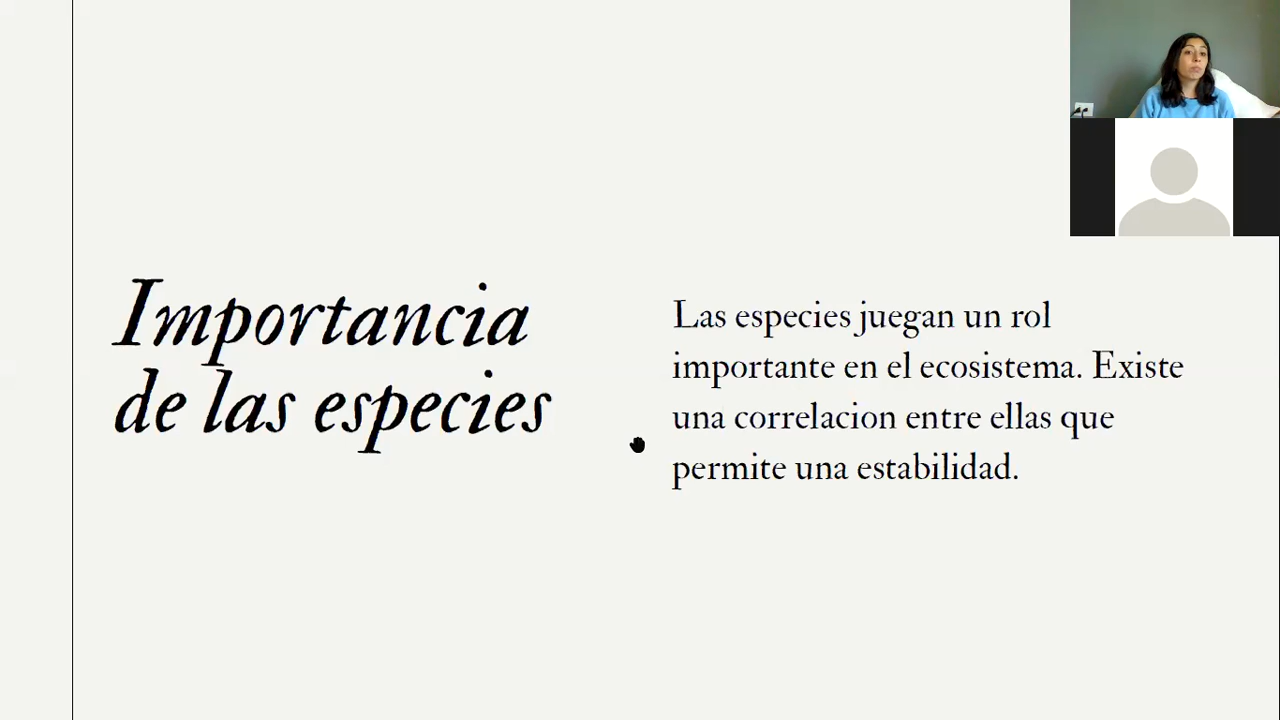 Importancia
de las especies
Las especies juegan un rol
importante en el ecosistema. Existe
una correlacion entre ellas que
permite una estabilidad.